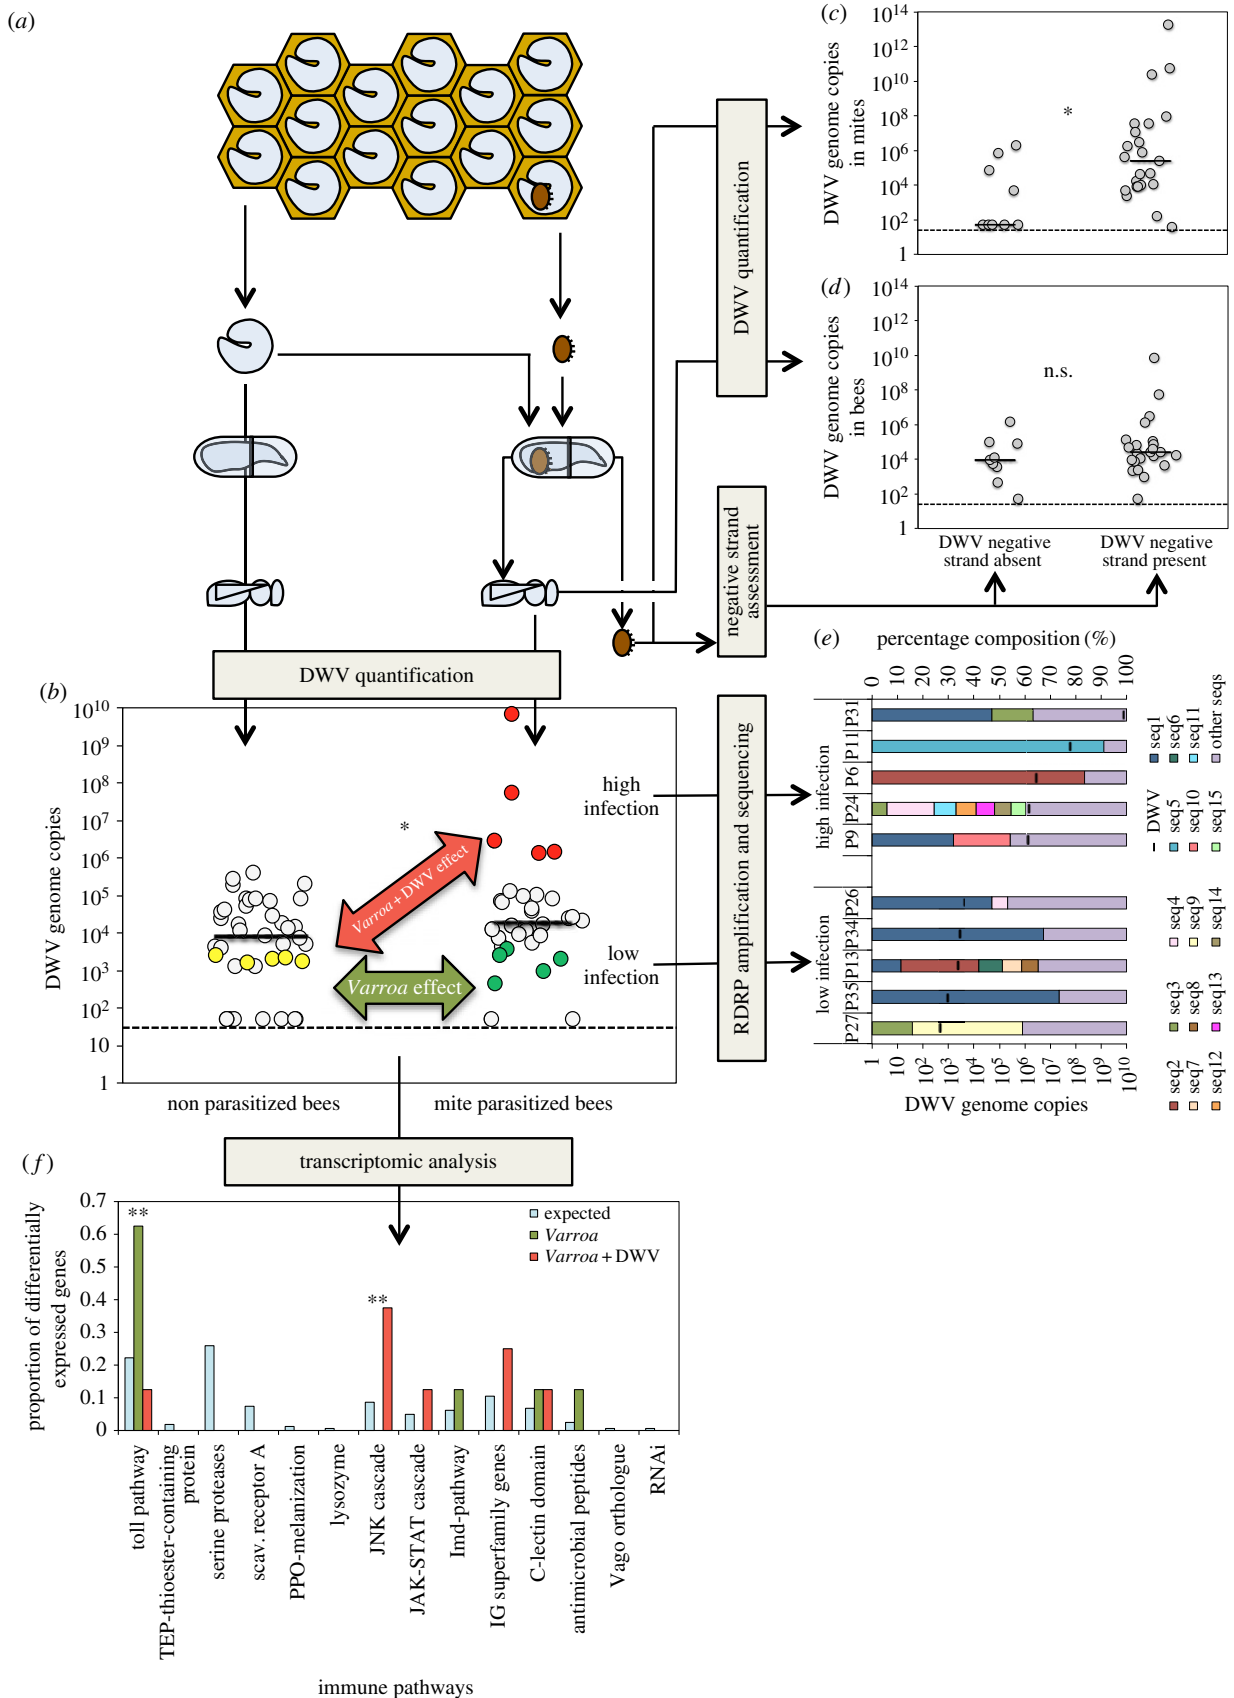 (a)
DWV quantification
negative strand
assessment
(c)
DWV genome copies
in mites
10^14
10^12
10^10
10^8
10^6
10^4
10^2
1
*
(d)
DWV genome copies
in bees
10^14
10^12
10^10
10^8
10^6
10^4
10^2
1
n.s.
DWV negative
strand absent
DWV negative
strand present
DWV quantification
(b)
DWV genome copies
10^10
10^9
10^8
10^7
10^6
10^5
10^4
10^3
10^2
10
1
*
Varroa + DWV effect
Varroa effect
high
infection
low
infection
non parasitized bees
mite parasitized bees
RDRP amplification and sequencing
(e)
percentage composition (%)
0
10
20
30
40
50
60
70
80
90
100
high infection
P31
P11
P6
P24
P9
low infection
P26
P34
P13
P35
P27
1
10
10^2
10^3
10^4
10^5
10^6
10^7
10^8
10^9
10^10
DWV genome copies
DWV
seq1
seq5
seq6
seq10
seq11
seq15
other seqs
seq4
seq9
seq14
seq3
seq8
seq13
seq2
seq7
seq12
transcriptomic analysis
(f)
proportion of differentially
expressed genes
0.7
0.6
0.5
0.4
0.3
0.2
0.1
0
**
**
expected
Varroa
Varroa + DWV
toll pathway
TEP-thioester-containing
protein
serine proteases
scav. receptor A
PPO-melanization
lysozyme
JNK cascade
JAK-STAT cascade
Imd-pathway
IG superfamily genes
C-lectin domain
antimicrobial peptides
Vago orthologue
RNAi
immune pathways